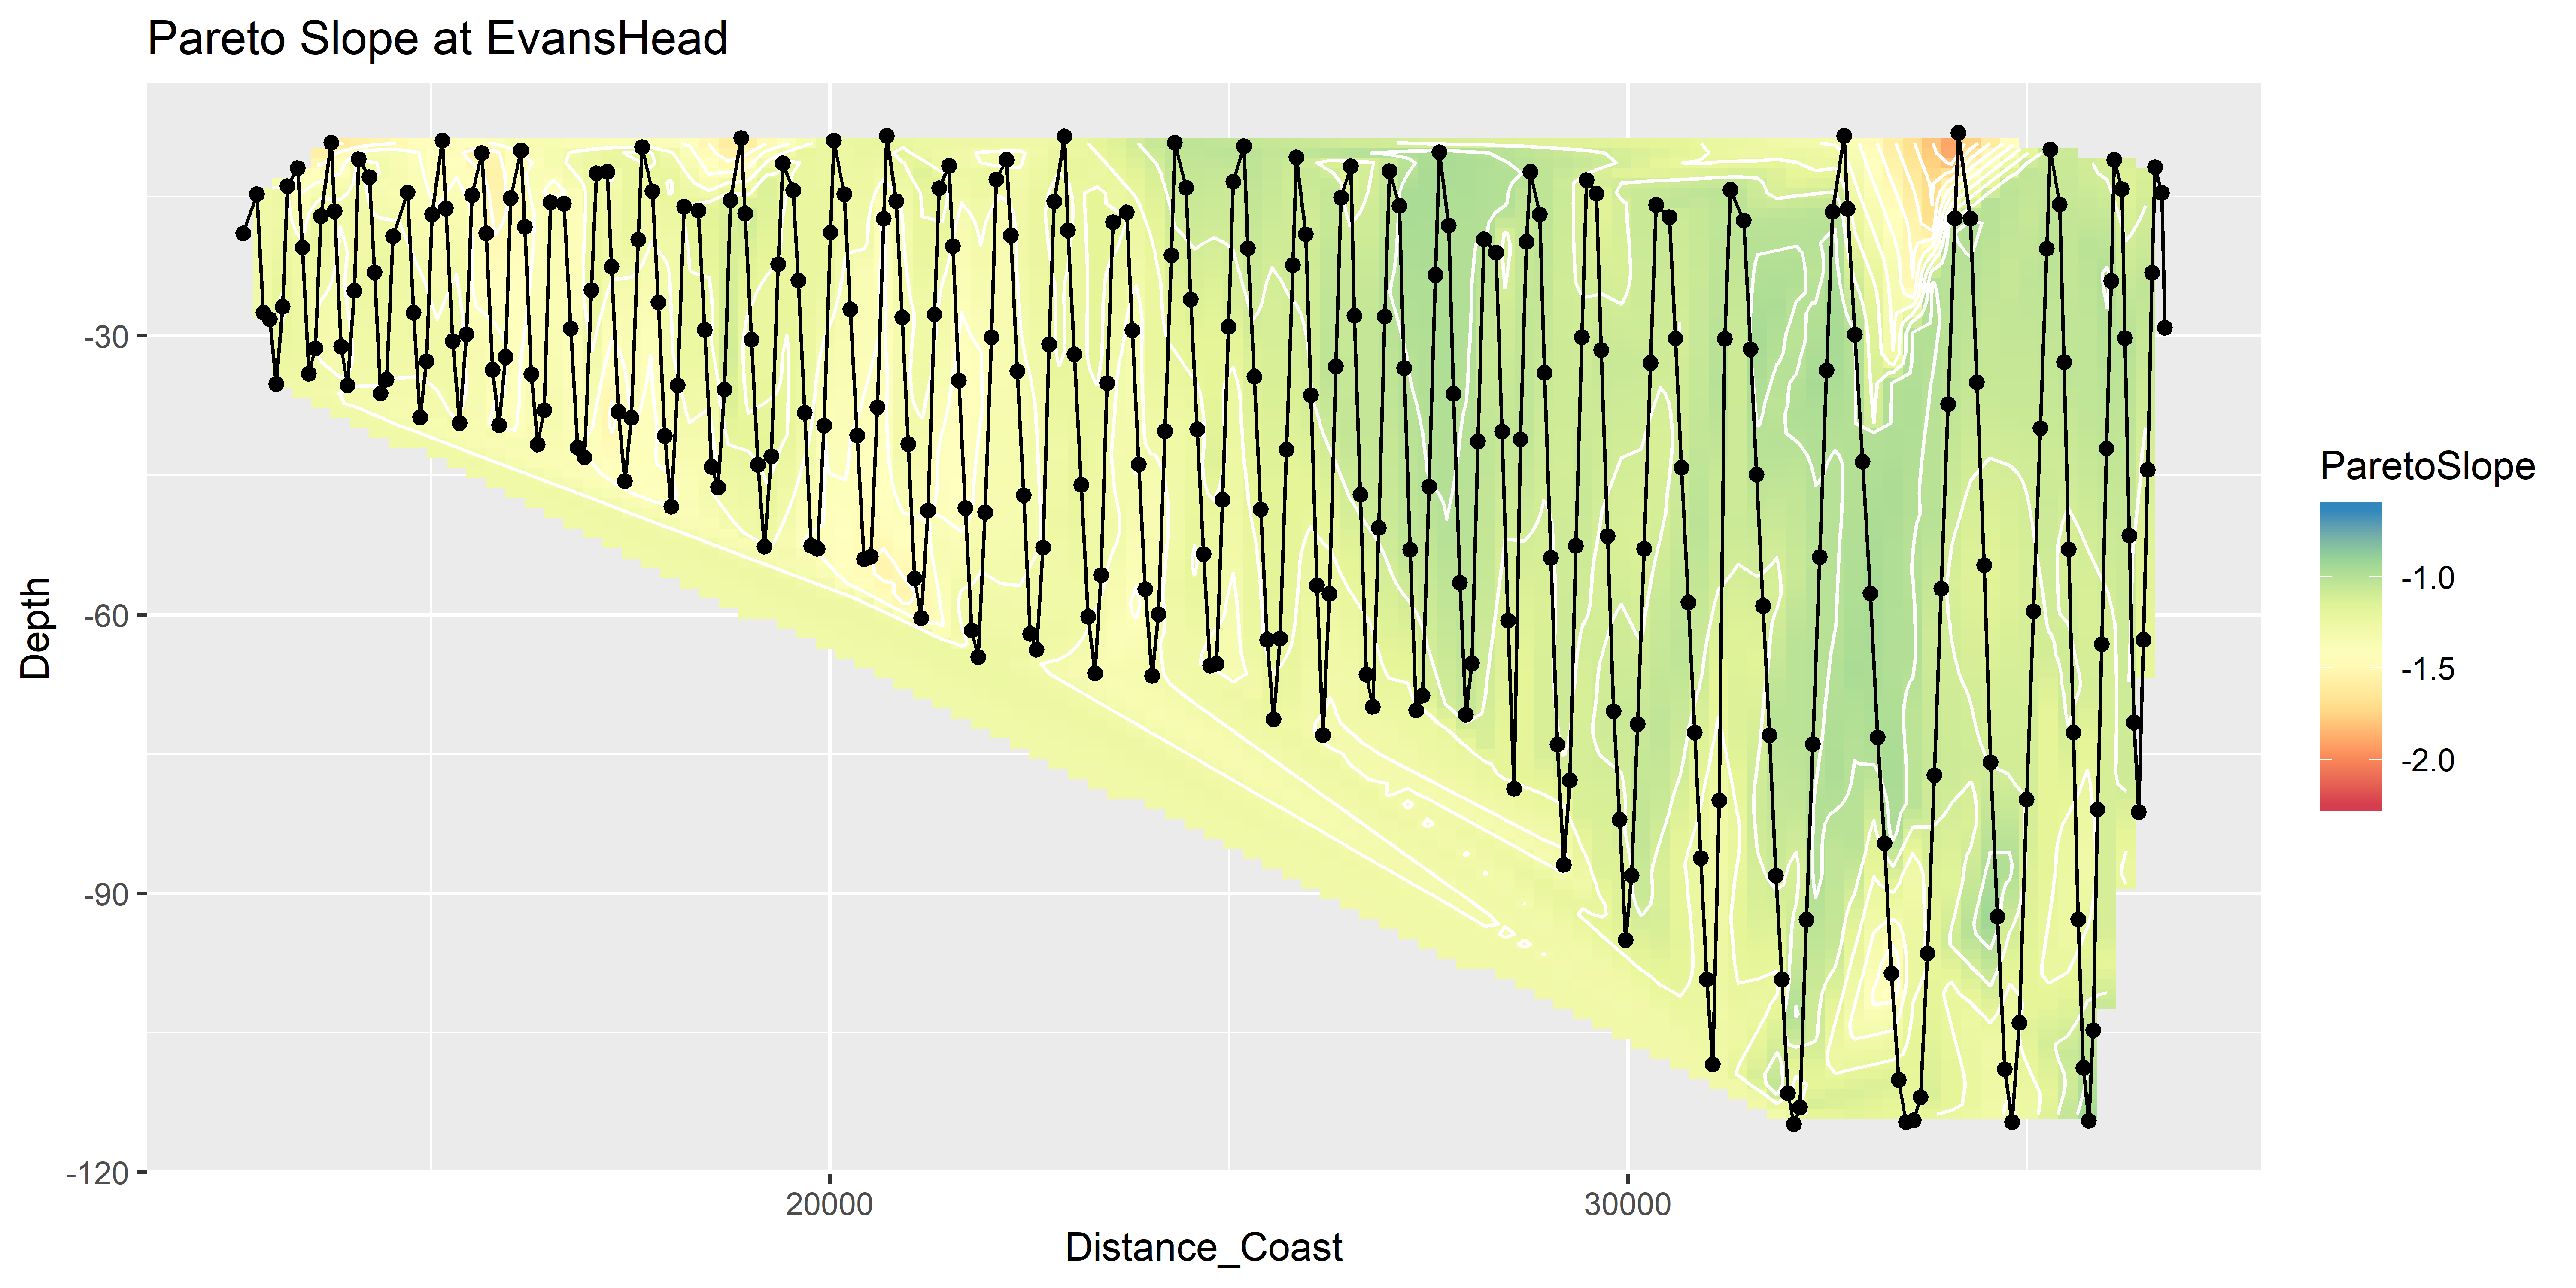 Pareto Slope at EvansHead
Depth
-30
-60
-90
-120
20000
30000
Distance_Coast
ParetoSlope
-1.0
-1.5
-2.0